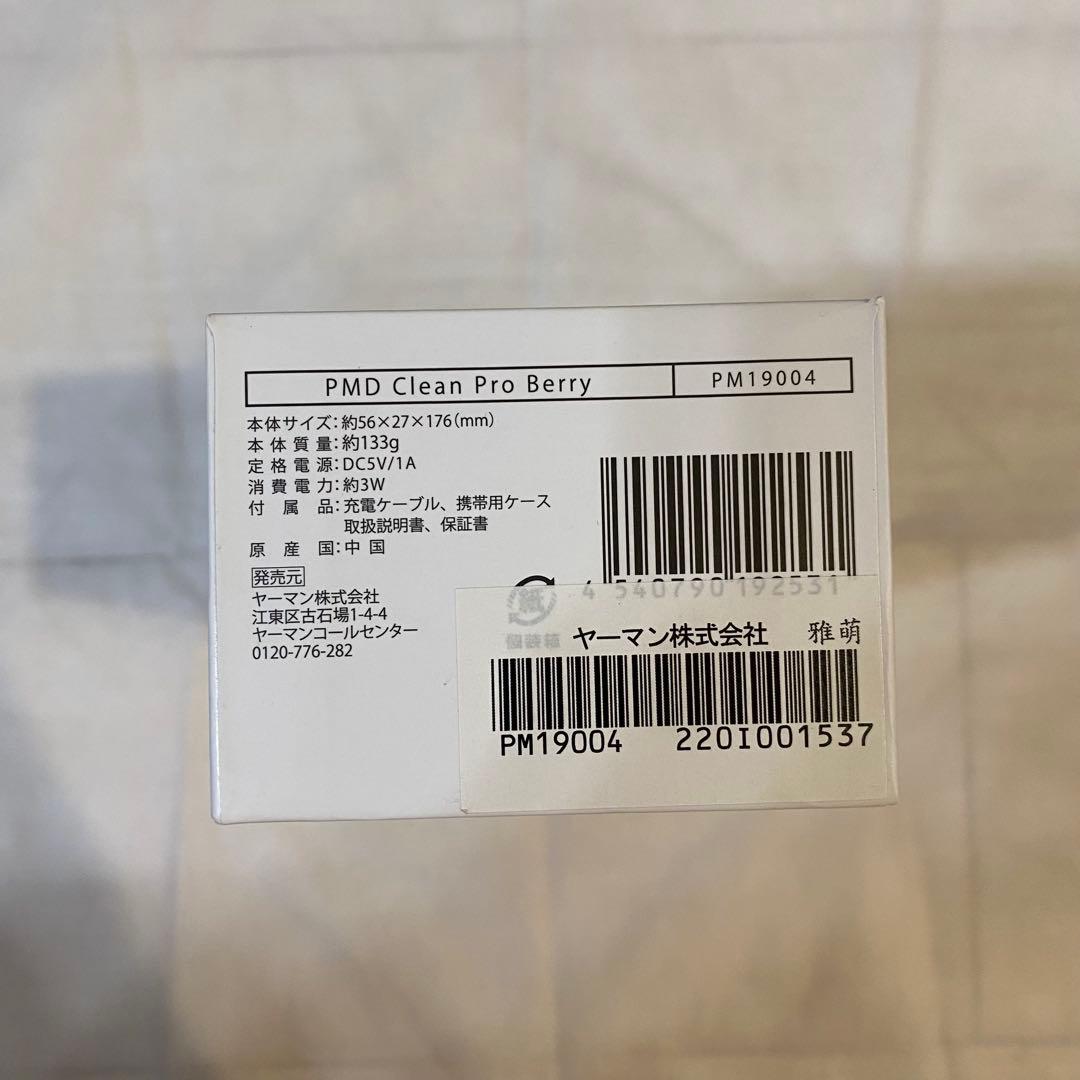 PMD Clean Pro Berry
PM19004
本体サイズ:約56×27×176(mm)
本体質量:約133g
定格電源:DC5V/1A
消費電力:約3W
付属品:充電ケーブル、携帯用ケース
取扱説明書、保証書
原産国:中国
発売元
ヤーマン株式会社
江東区古石場1-4-4
ヤーマンコールセンター
0120-776-282
4 540790 192531
紙
個装箱
ヤーマン株式会社 雅萌
PM19004 220I001537